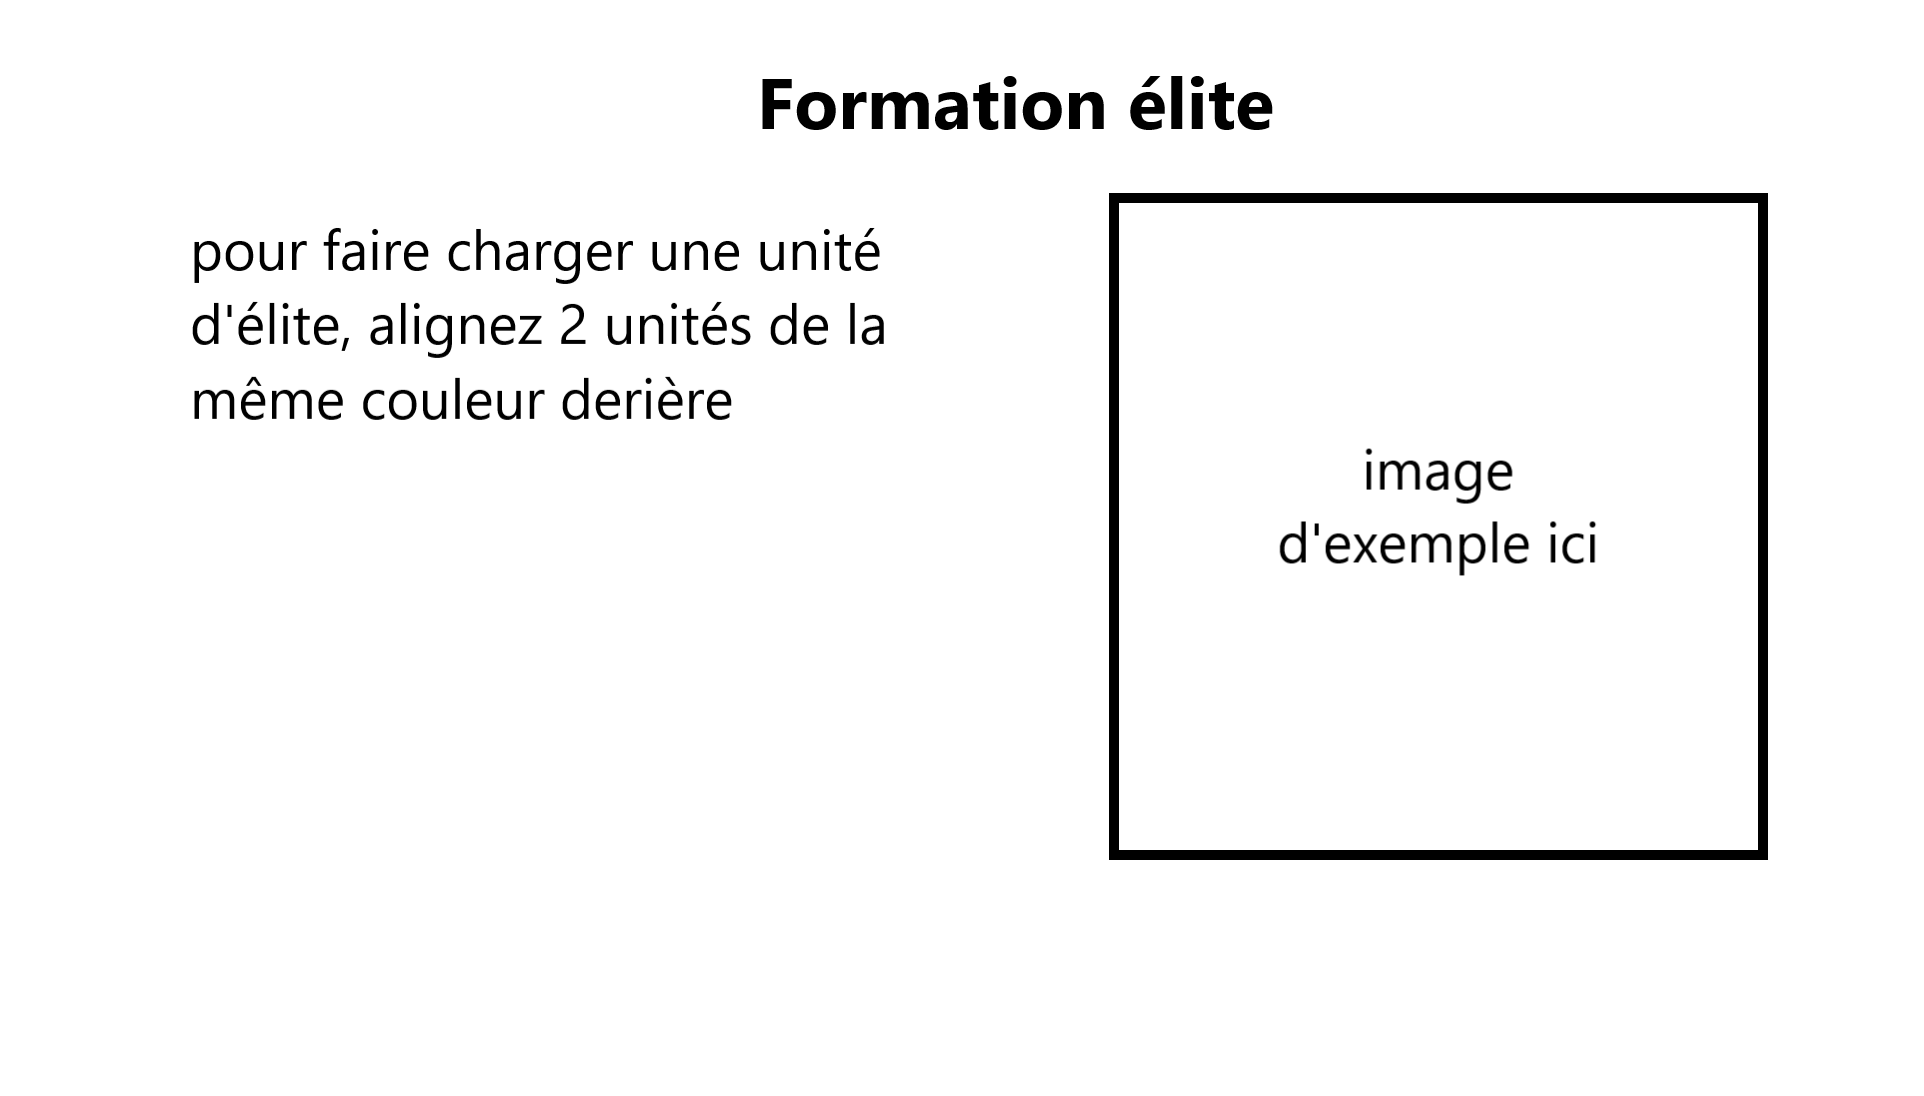 Formation élite
pour faire charger une unité
d'élite, alignez 2 unités de la
même couleur derière
image
d'exemple ici